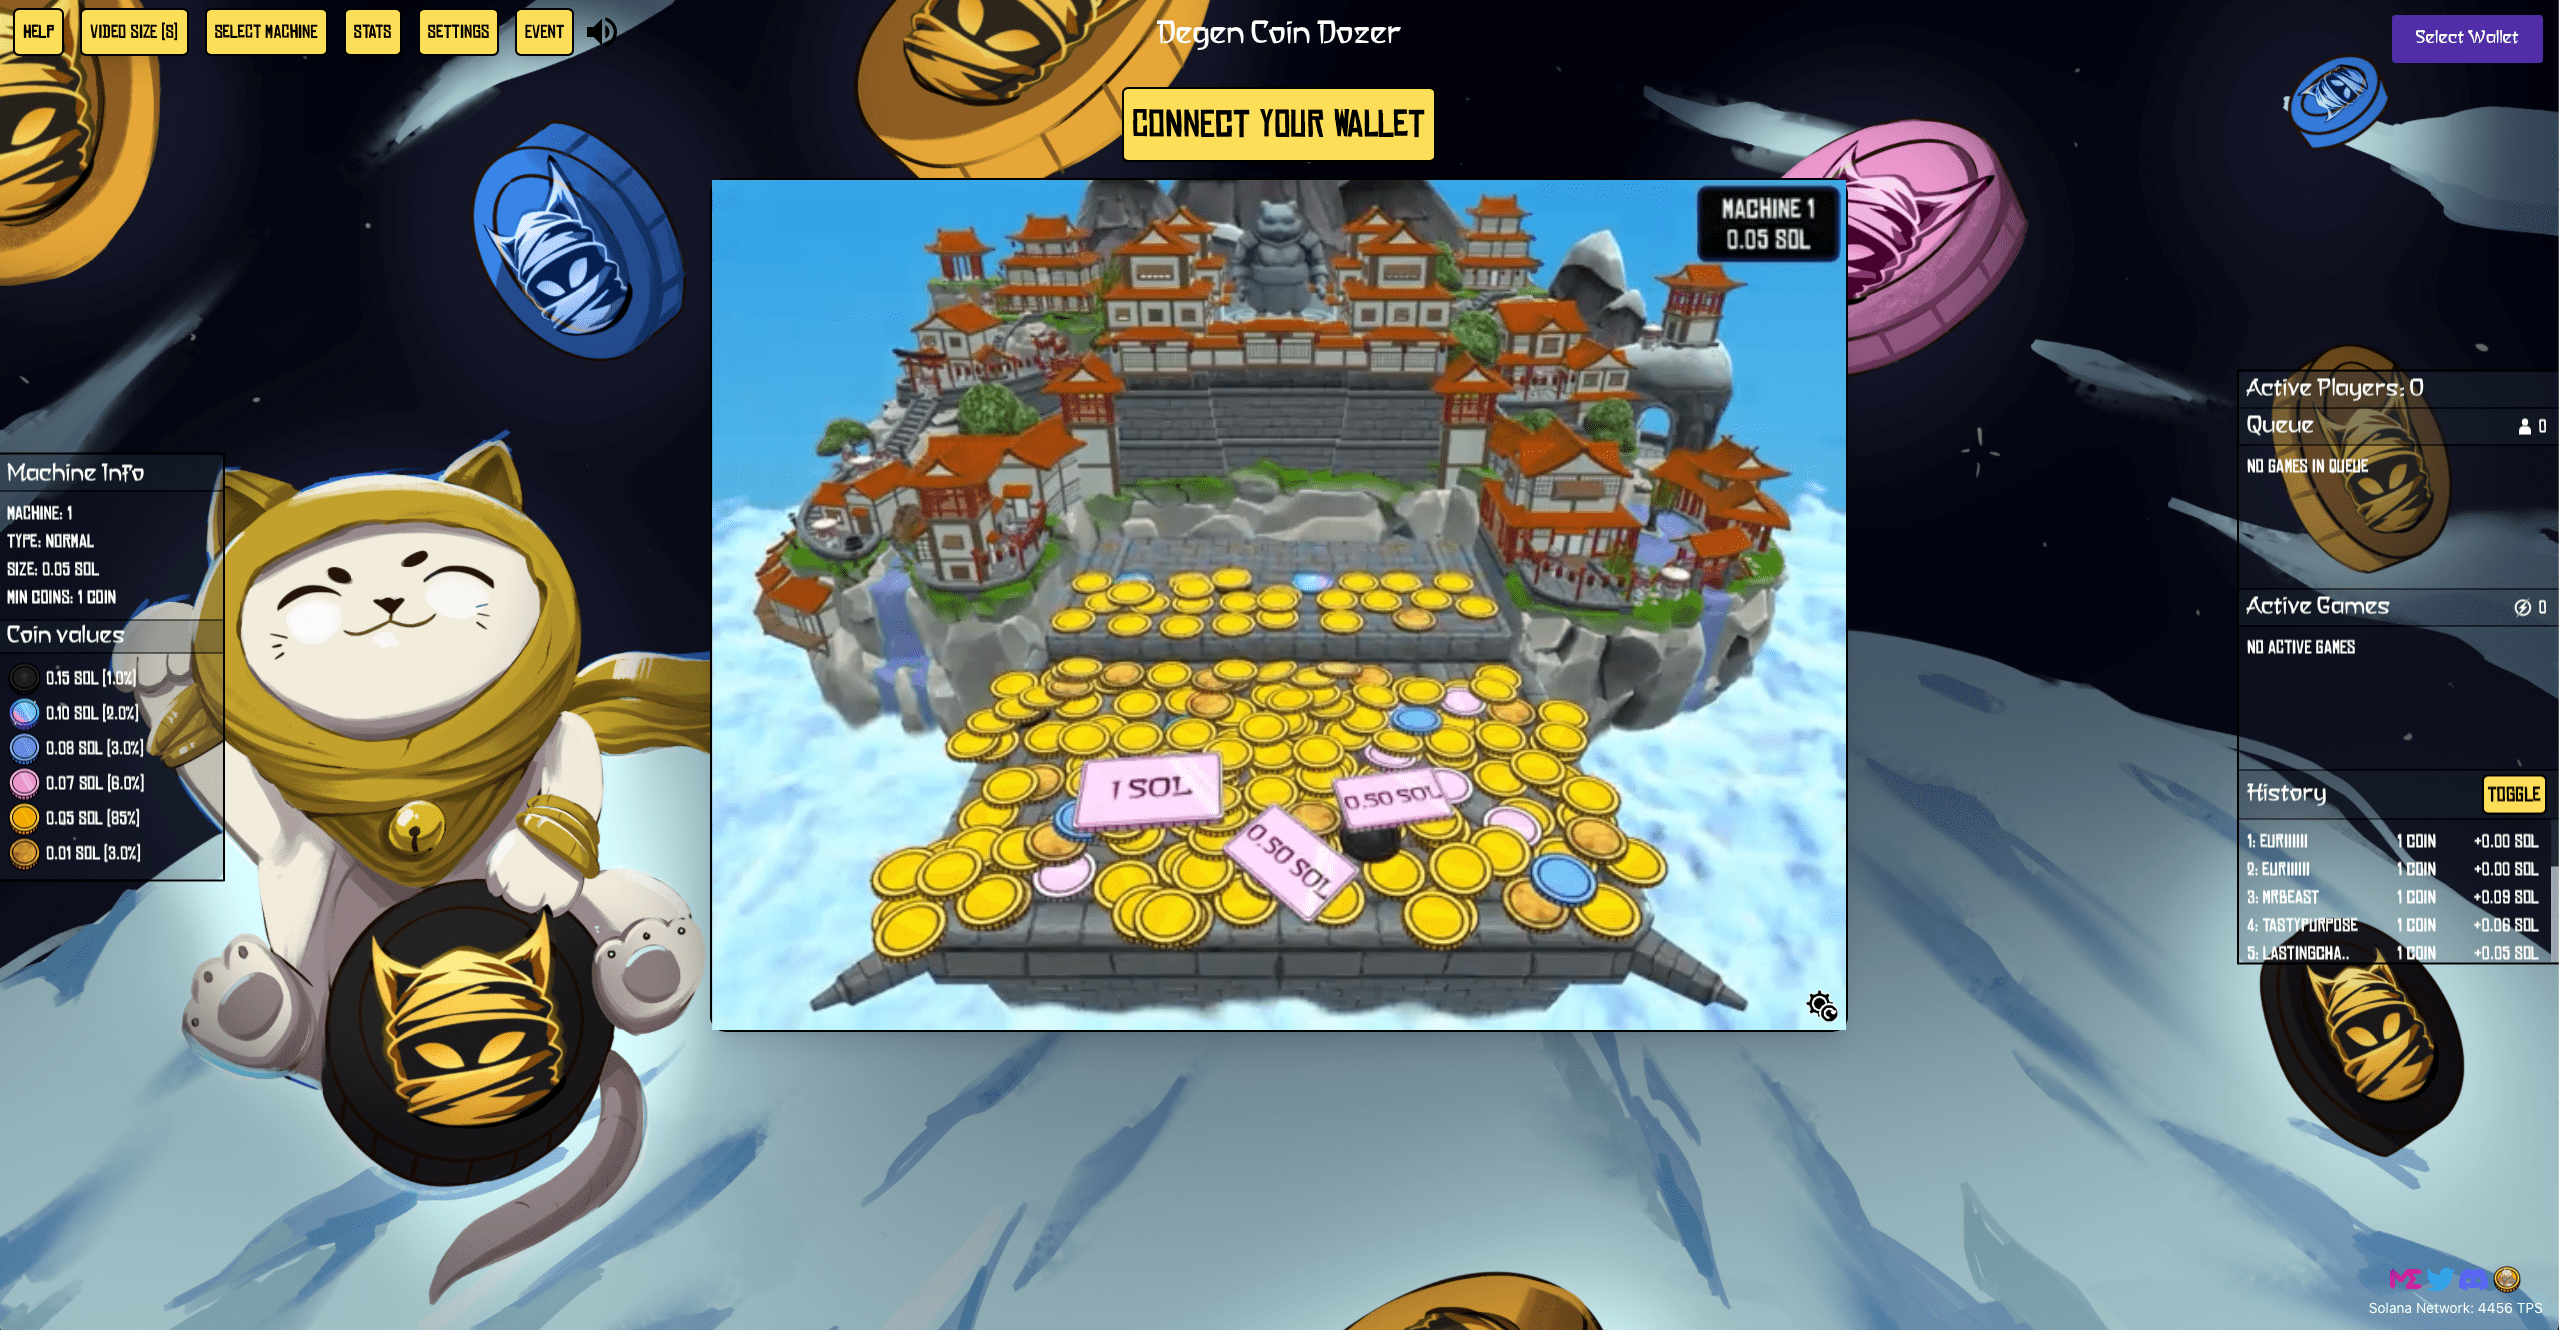 HELP
VIDEO SIZE [S]
SELECT MACHINE
STATS
SETTINGS
EVENT
Degen Coin Dozer
Select Wallet
CONNECT YOUR WALLET
MACHINE 1
0.05 SOL
Machine Info
MACHINE: 1
TYPE: NORMAL
SIZE: 0.05 SOL
MIN COINS: 1 COIN
Coin values
0.15 SOL [1.0%]
0.10 SOL [2.0%]
0.08 SOL [3.0%]
0.07 SOL [6.0%]
0.05 SOL [85%]
0.01 SOL [3.0%]
1 SOL
0.50 SOL
0.50 SOL
Active Players: 0
Queue 0
NO GAMES IN QUEUE
Active Games 0
NO ACTIVE GAMES
History TOGGLE
1: EURIIIIII 1 COIN +0.00 SOL
2: EURIIIIII 1 COIN +0.00 SOL
3: MRBEAST 1 COIN +0.09 SOL
4: TASTYPURPOSE 1 COIN +0.06 SOL
5: LASTINGCHA.. 1 COIN +0.05 SOL
ME
Solana Network: 4456 TPS